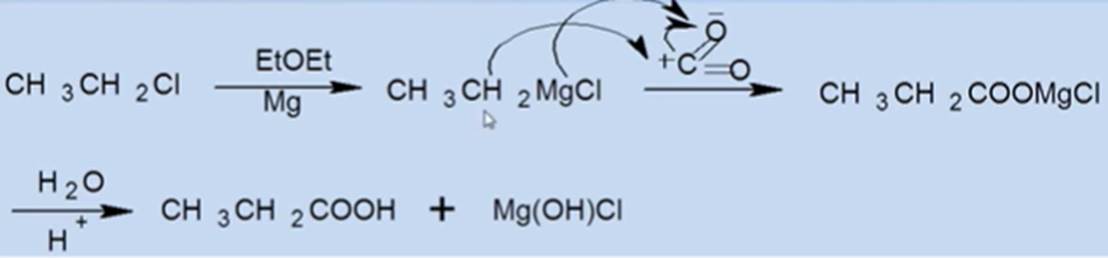 EtOEt
CH 3CH 2Cl
Mg
CH 3CH 2MgCl
+C=O
O
-
CH 3CH 2COOMgCl
H 2O
H +
CH 3CH 2COOH + Mg(OH)Cl